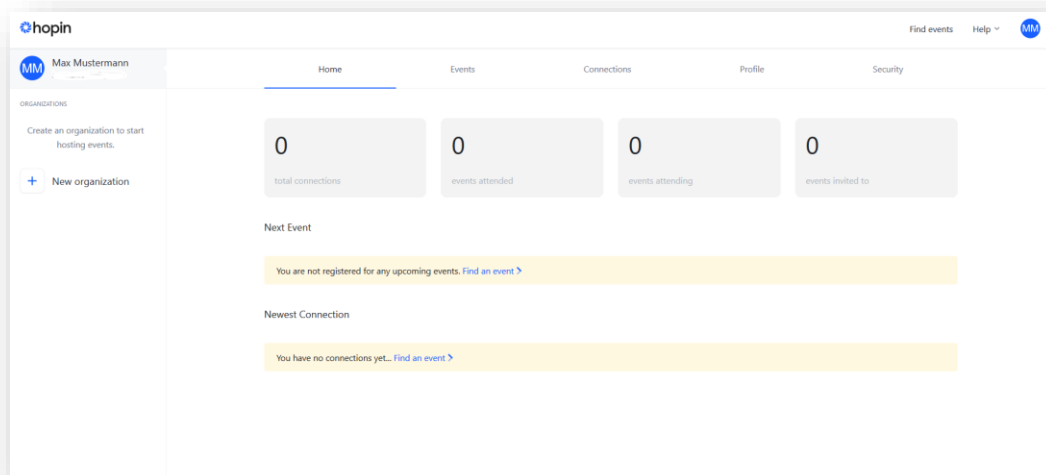 hopin
Find events Help MM
MM Max Mustermann
Home Events Connections Profile Security
ORGANIZATIONS
Create an organization to start
hosting events.
+ New organization
0 0 0 0
total connections events attended events attending events invited to
Next Event
You are not registered for any upcoming events. Find an event
Newest Connection
You have no connections yet... Find an event